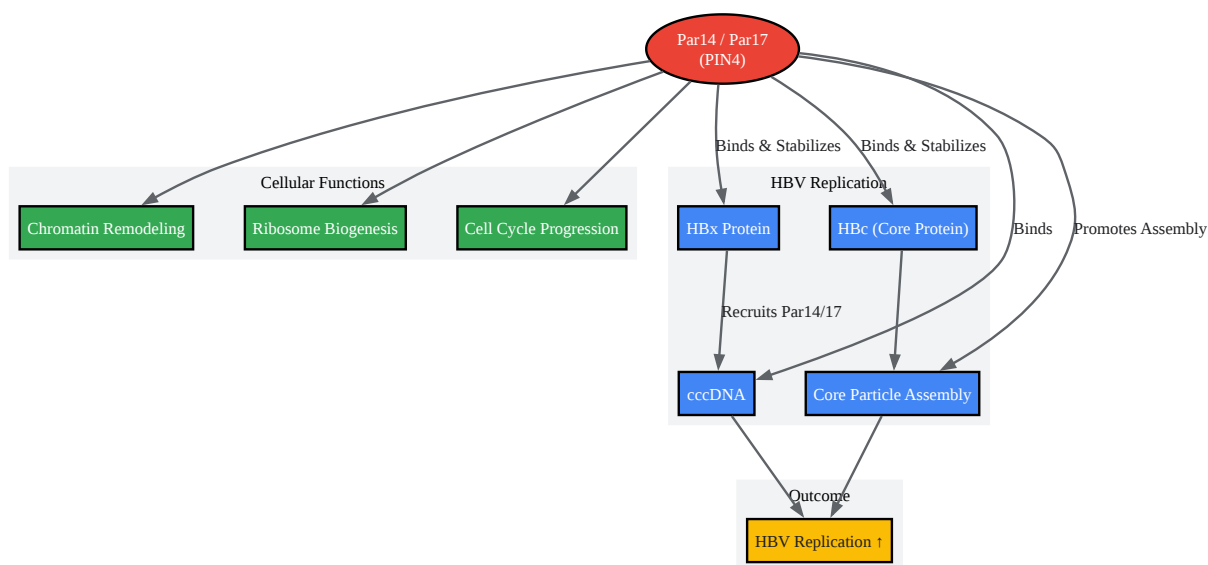 Par14 / Par17
(PIN4)
Binds & Stabilizes
Binds & Stabilizes
Cellular Functions
HBV Replication
Chromatin Remodeling
Ribosome Biogenesis
Cell Cycle Progression
HBx Protein
HBc (Core Protein)
Binds
Promotes Assembly
Recruits Par14/17
cccDNA
Core Particle Assembly
Outcome
HBV Replication ↑